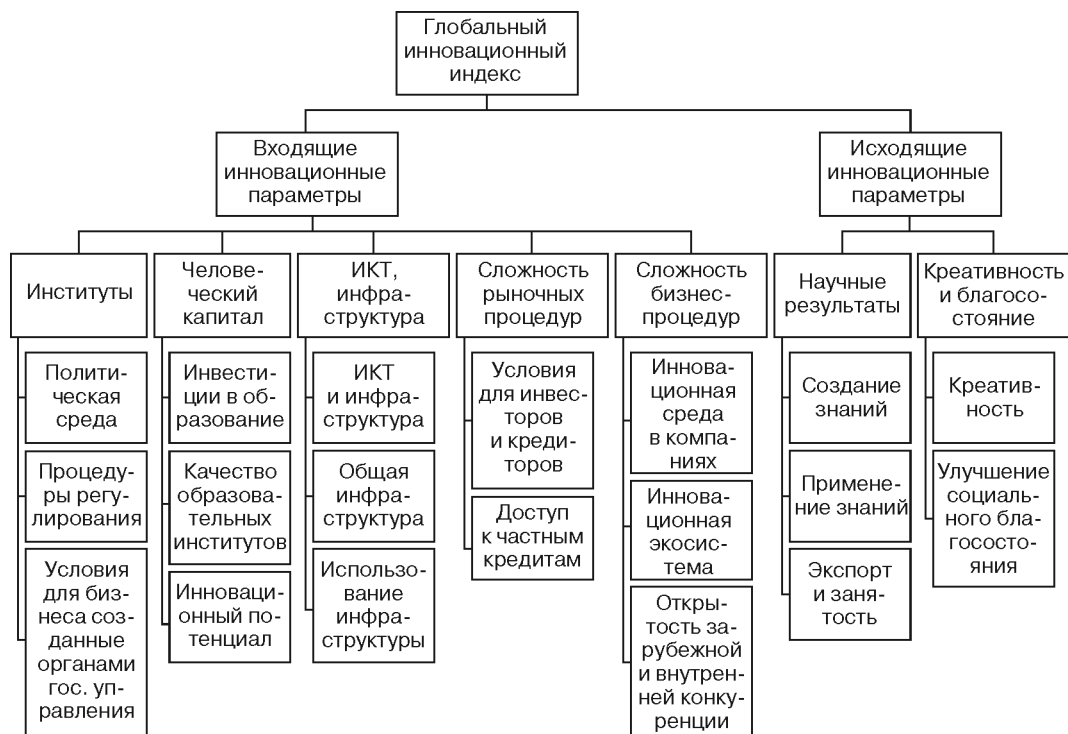 Глобальный
инновационный
индекс
Входящие
инновационные
параметры
Исходящие
инновационные
параметры
Институты
Челове-
ческий
капитал
ИКТ,
инфра-
структура
Сложность
рыночных
процедур
Сложность
бизнес-
процедур
Научные
результаты
Креативность
и благосо-
стояние
Полити-
ческая
среда
Процеду-
ры регу-
лирования
Условия
для биз-
неса соз-
данные
органами
гос. уп-
равления
Инвести-
ции в об-
разование
Качество
образова-
тельных
институтов
Инноваци-
онный по-
тенциал
ИКТ
и инфра-
структура
Общая
инфра-
структура
Использо-
вание
инфра-
структуры
Условия
для инвес-
торов
и креди-
торов
Доступ
к частным
кредитам
Иннова-
ционная
среда
в компа-
ниях
Иннова-
ционная
экосис-
тема
Откры-
тость за-
рубежной
и внутрен-
ней конку-
ренции
Создание
знаний
Примене-
ние знаний
Экспорт
и заня-
тость
Креатив-
ность
Улучшение
социаль-
ного бла-
гососто-
яния